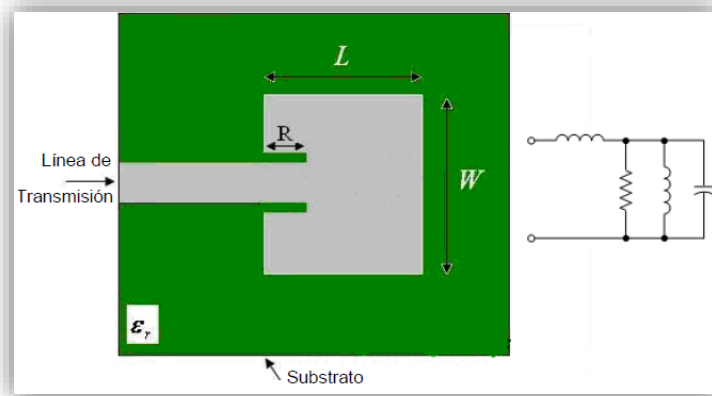 L
R
Línea de
Transmisión
W
εr
Substrato